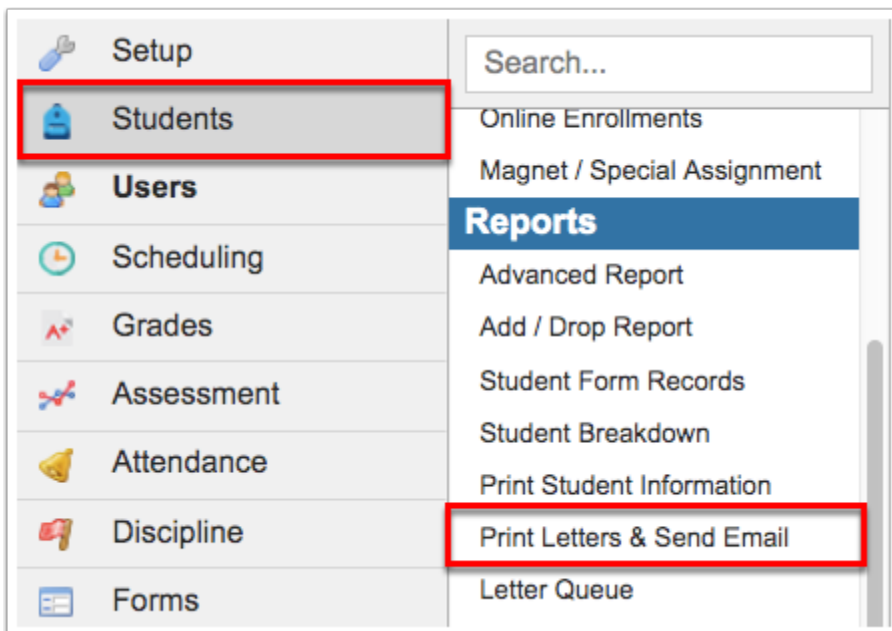 Setup
Students
Users
Scheduling
Grades
Assessment
Attendance
Discipline
Forms
Search...
Online Enrollments
Magnet / Special Assignment
Reports
Advanced Report
Add / Drop Report
Student Form Records
Student Breakdown
Print Student Information
Print Letters & Send Email
Letter Queue